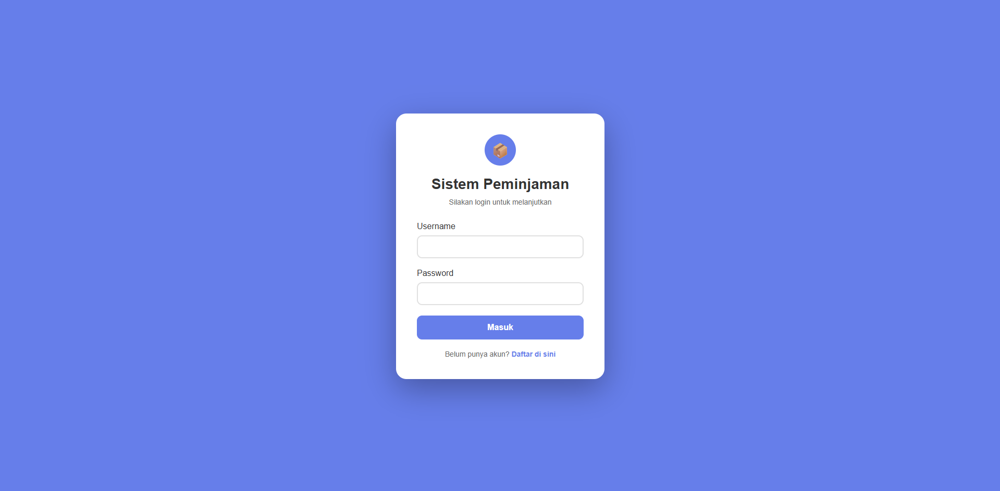 Sistem Peminjaman
Silakan login untuk melanjutkan
Username
Password
Masuk
Belum punya akun? Daftar di sini